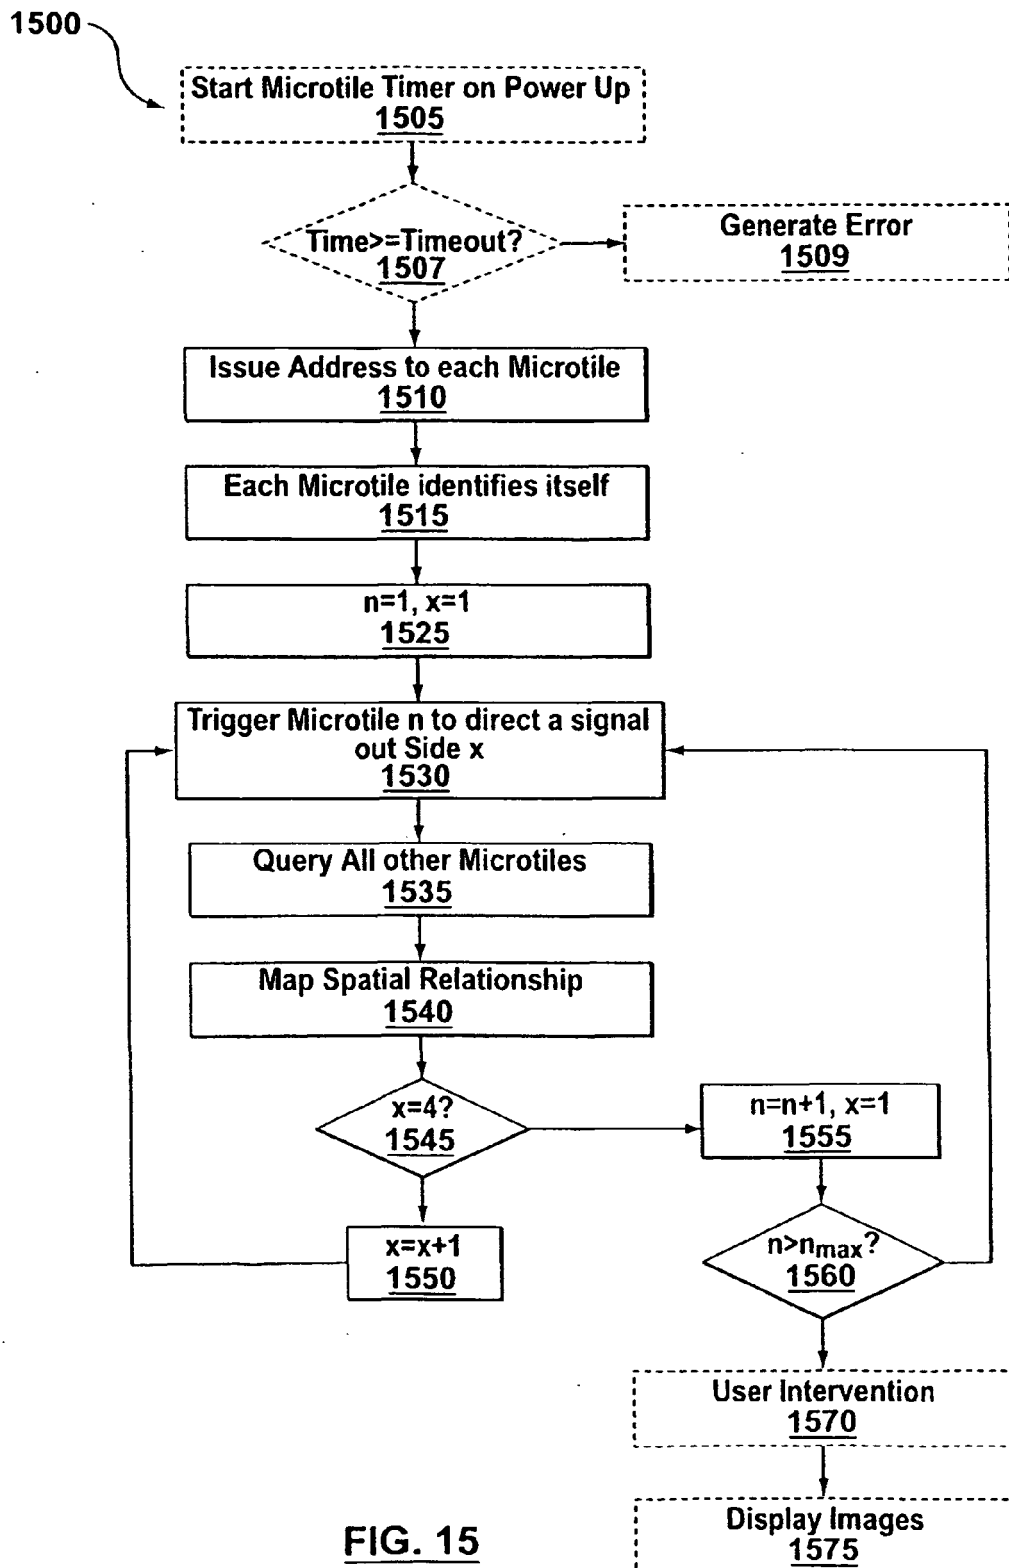 1500
Start Microtile Timer on Power Up
1505
Time>=Timeout?
1507
Generate Error
1509
Issue Address to each Microtile
1510
Each Microtile identifies itself
1515
n=1, x=1
1525
Trigger Microtile n to direct a signal
out Side x
1530
Query All other Microtiles
1535
Map Spatial Relationship
1540
x=4?
1545
n=n+1, x=1
1555
x=x+1
1550
n>nmax?
1560
User Intervention
1570
Display Images
1575
FIG. 15